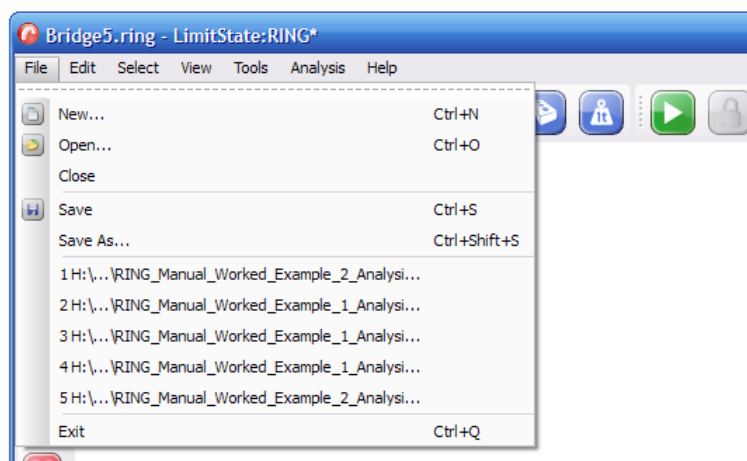 Bridge5.ring - LimitState:RING*
File Edit Select View Tools Analysis Help
New... Ctrl+N
Open... Ctrl+O
Close
Save Ctrl+S
Save As... Ctrl+Shift+S
1 H:\...\RING_Manual_Worked_Example_2_Analysi...
2 H:\...\RING_Manual_Worked_Example_1_Analysi...
3 H:\...\RING_Manual_Worked_Example_1_Analysi...
4 H:\...\RING_Manual_Worked_Example_1_Analysi...
5 H:\...\RING_Manual_Worked_Example_2_Analysi...
Exit Ctrl+Q
1t